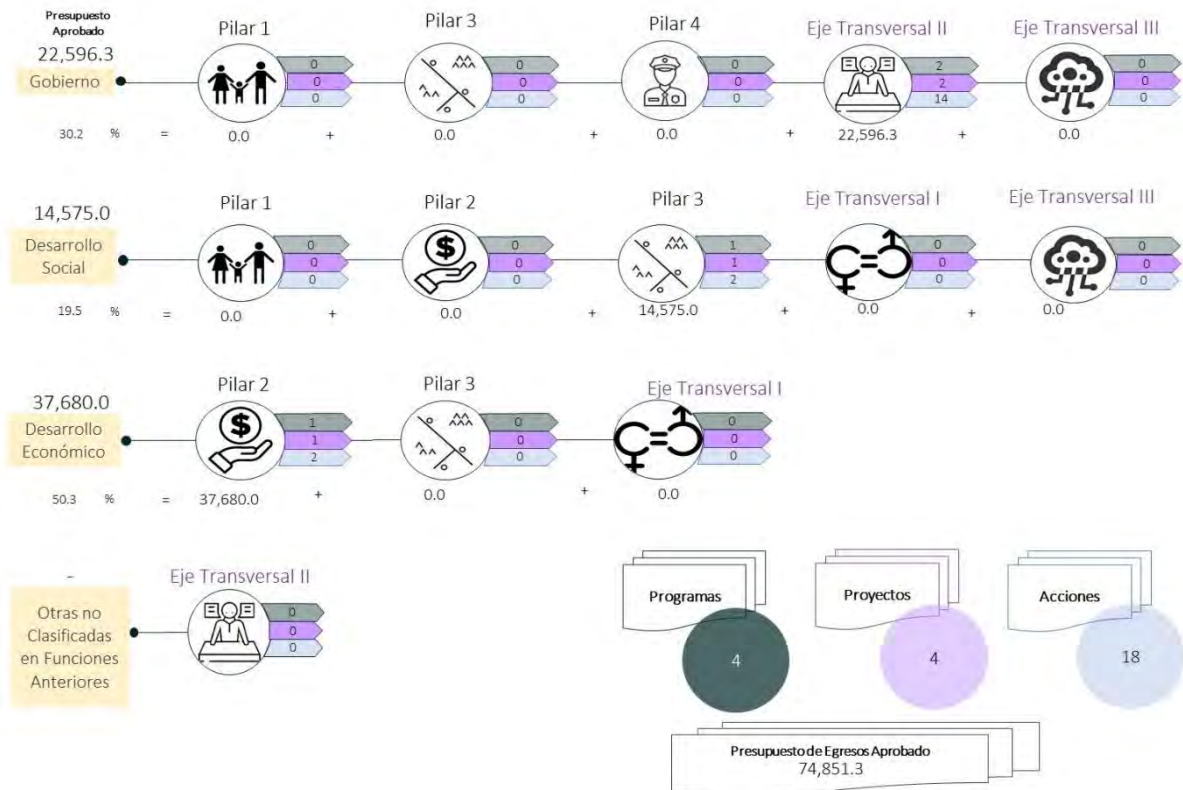 Presupuesto
Aprobado
22,596.3
Gobierno
Pilar 1
0
0
0
Pilar 3
0
0
0
Pilar 4
0
0
0
Eje Transversal II
2
2
14
Eje Transversal III
0
0
0
30.2 % = 0.0 + 0.0 + 0.0 + 22,596.3 + 0.0
14,575.0
Desarrollo
Social
Pilar 1
0
0
0
Pilar 2
0
0
0
Pilar 3
1
1
2
Eje Transversal I
0
0
0
Eje Transversal III
0
0
0
19.5 % = 0.0 + 0.0 + 14,575.0 + 0.0 + 0.0
37,680.0
Desarrollo
Económico
Pilar 2
1
1
2
Pilar 3
0
0
0
Eje Transversal I
0
0
0
50.3 % = 37,680.0 + 0.0 + 0.0
-
Otras no
Clasificadas
en Funciones
Anteriores
Eje Transversal II
0
0
0
Programas
4
Proyectos
4
Acciones
18
Presupuesto de Egresos Aprobado
74,851.3